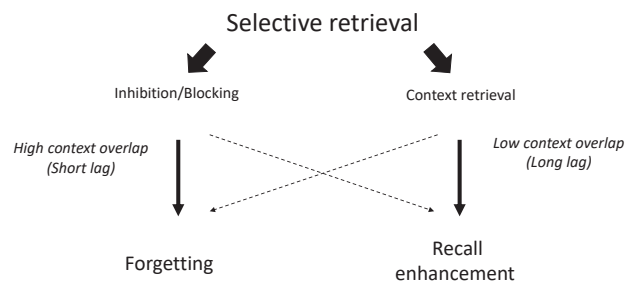 Selective retrieval
Inhibition/Blocking
Context retrieval
High context overlap
(Short lag)
Low context overlap
(Long lag)
Forgetting
Recall
enhancement